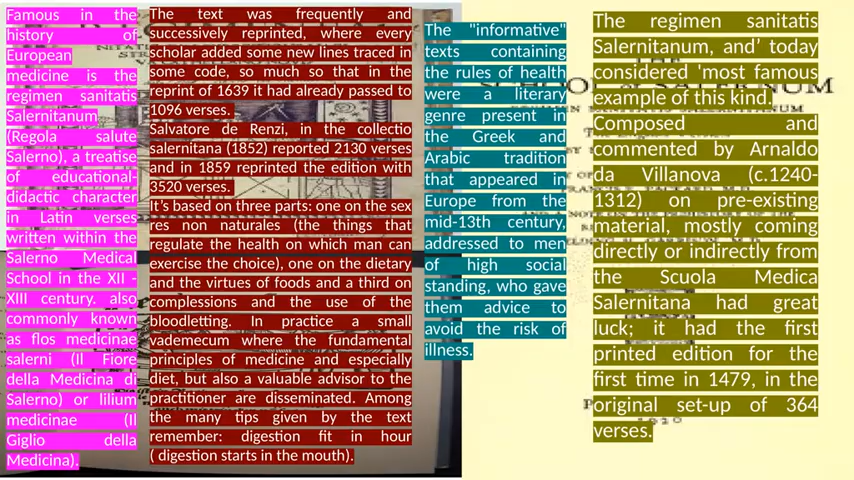 Famous in the
history of
European
medicine is the
regimen sanitatis
Salernitanum
(Regola salute
Salerno), a treatise
of educational-
didactic character
in Latin verses
written within the
Salerno Medical
School in the XII -
XIII century. also
commonly known
as flos medicinae
salerni (Il Fiore
della Medicina di
Salerno) or lilium
medicinae (Il
Giglio della
Medicina).
The text was frequently and
successively reprinted, where every
scholar added some new lines traced in
some code, so much so that in the
reprint of 1639 it had already passed to
1096 verses.
Salvatore de Renzi, in the collectio
salernitana (1852) reported 2130 verses
and in 1859 reprinted the edition with
3520 verses.
It's based on three parts: one on the sex
res non naturales (the things that
regulate the health on which man can
exercise the choice), one on the dietary
and the virtues of foods and a third on
complessions and the use of the
bloodletting. In practice a small
vademecum where the fundamental
principles of medicine and especially
diet, but also a valuable advisor to the
practitioner are disseminated. Among
the many tips given by the text
remember: digestion fit in hour
( digestion starts in the mouth).
The "informative"
texts containing
the rules of health
were a literary
genre present in
the Greek and
Arabic tradition
that appeared in
Europe from the
mid-13th century,
addressed to men
of high social
standing, who gave
them advice to
avoid the risk of
illness.
The regimen sanitatis
Salernitanum, and' today
considered 'most famous
example of this kind.
Composed and
commented by Arnaldo
da Villanova (c.1240-
1312) on pre-existing
material, mostly coming
directly or indirectly from
the Scuola Medica
Salernitana had great
luck; it had the first
printed edition for the
first time in 1479, in the
original set-up of 364
verses.